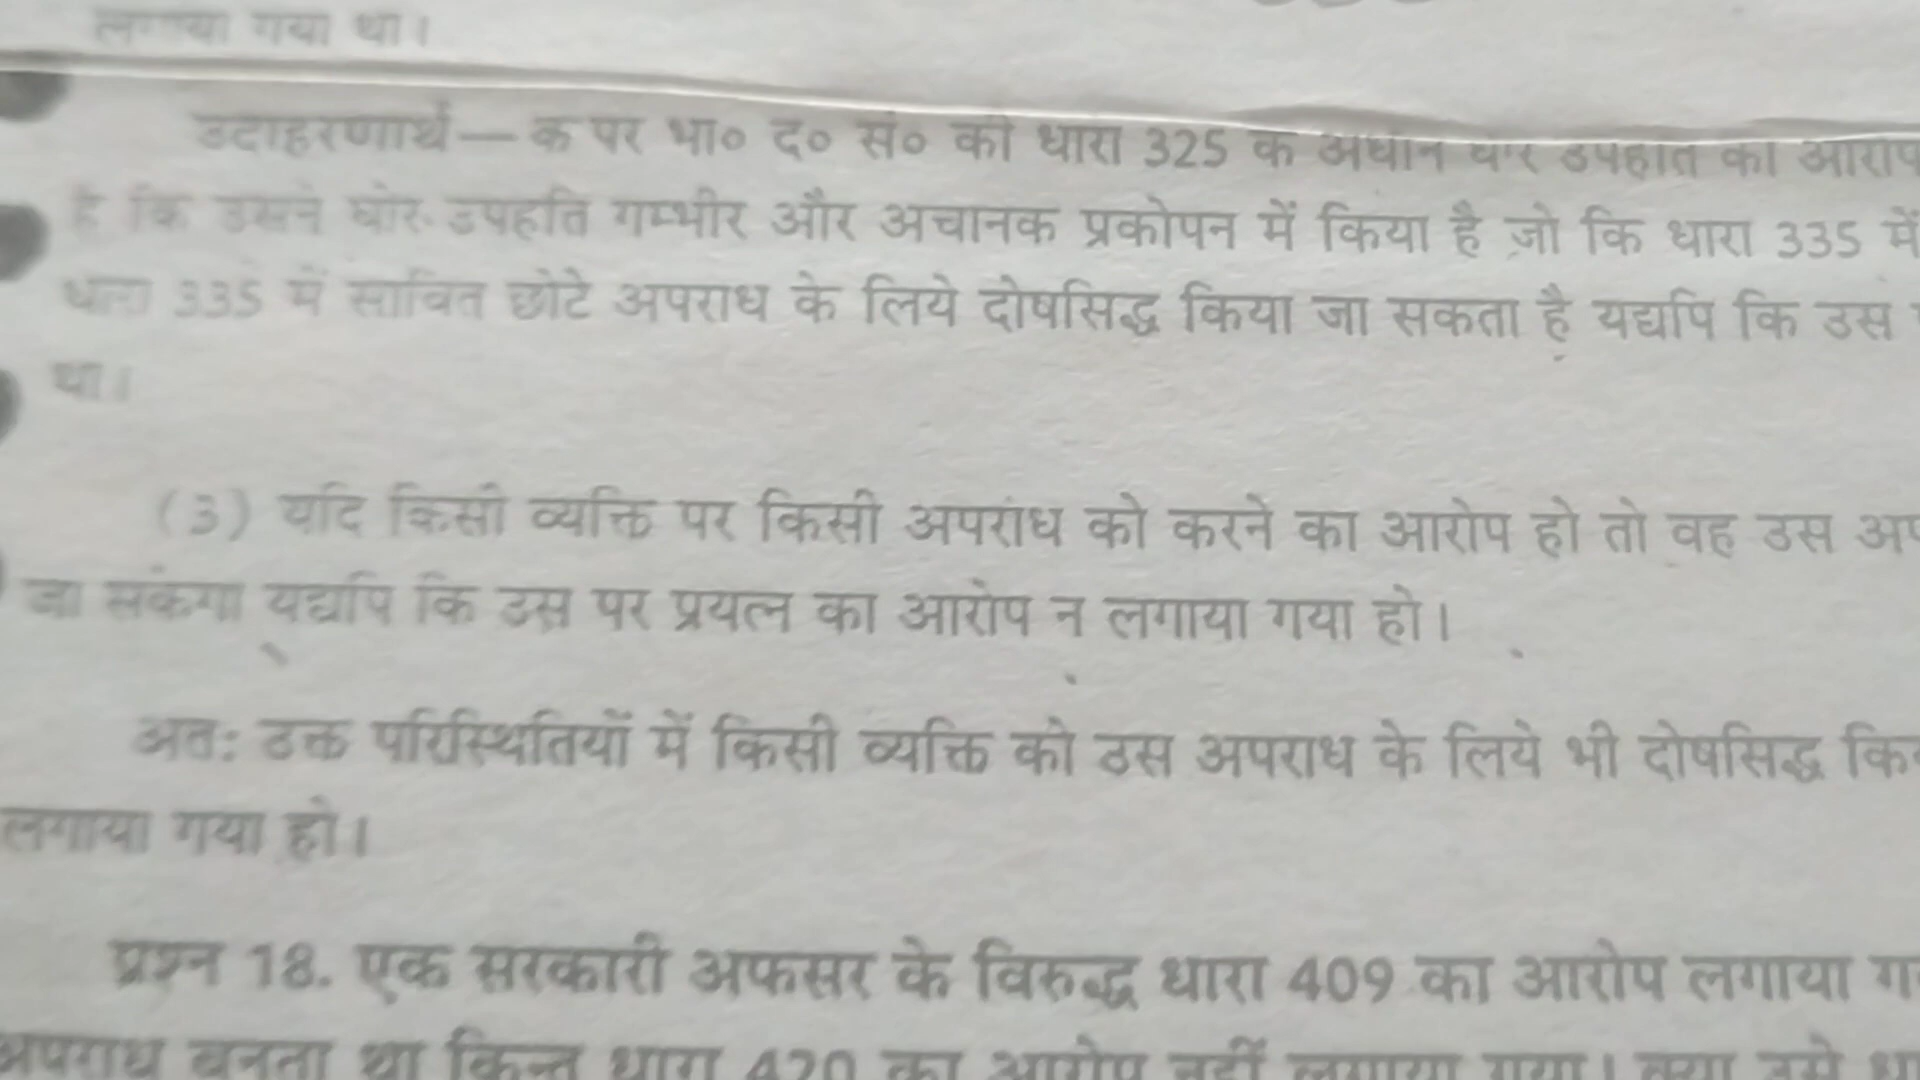 लगाया गया था।
उदाहरणार्थ— क पर भा० द० सं० की धारा 325 के अधीन घोर उपहति का आरोप
है कि उसने घोर उपहति गम्भीर और अचानक प्रकोपन में किया है जो कि धारा 335 में
धारा 335 में साबित छोटे अपराध के लिये दोषसिद्ध किया जा सकता है यद्यपि कि उस
था।
(3) यदि किसी व्यक्ति पर किसी अपराध को करने का आरोप हो तो वह उस
जा सकेगा यद्यपि कि उस पर प्रयत्न का आरोप न लगाया गया हो।
अतः उक्त परिस्थितियों में किसी व्यक्ति को उस अपराध के लिये भी दोषसिद्ध
लगाया गया हो।
प्रश्न 18. एक सरकारी अफसर के विरुद्ध धारा 409 का आरोप लगाया
अपराध बनता था किन्तु धारा 420 का आरोप नहीं लगाया गया। क्या उसे